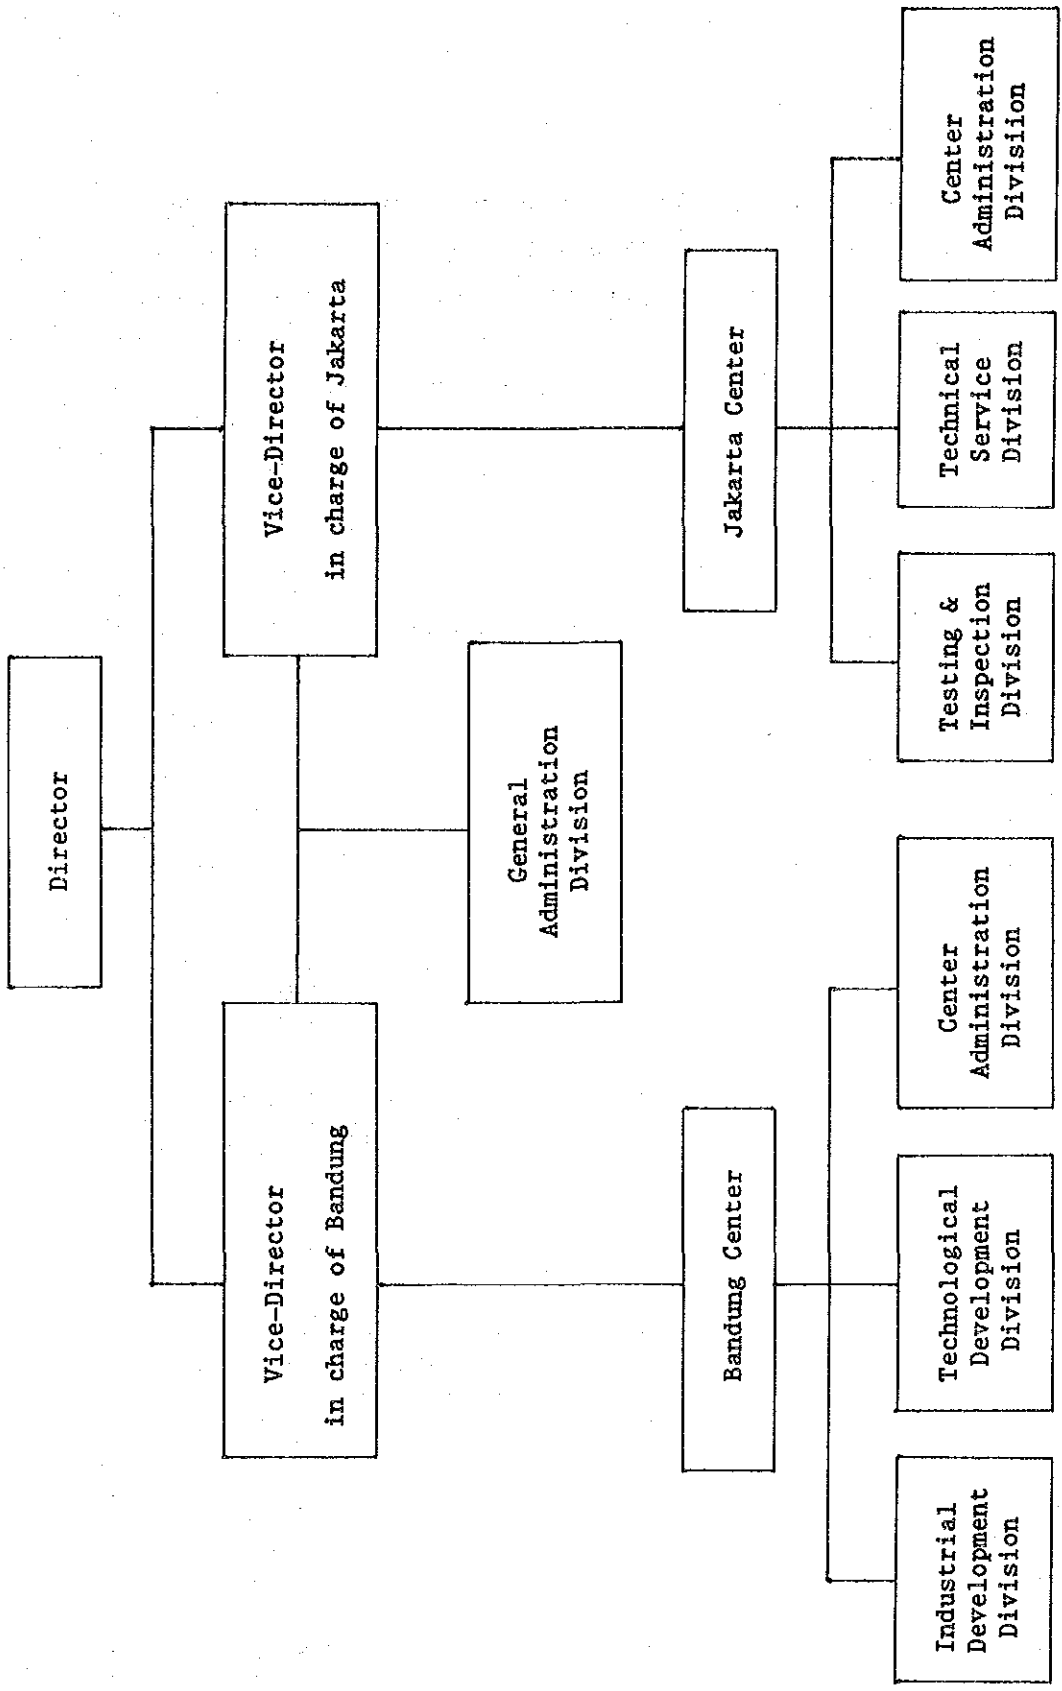 Director
Vice-Director
in charge of Bandung
Vice-Director
in charge of Jakarta
General
Administration
Division
Bandung Center
Jakarta Center
Industrial
Development
Division
Technological
Development
Division
Center
Administration
Division
Testing &
Inspection
Division
Technical
Service
Division
Center
Administration
Divisiion